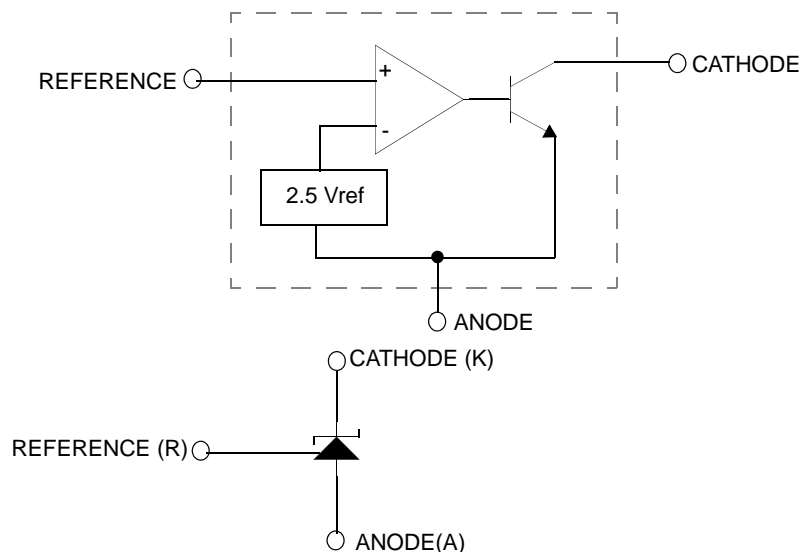 REFERENCE
+
-
CATHODE
2.5 Vref
ANODE
CATHODE (K)
REFERENCE (R)
ANODE(A)